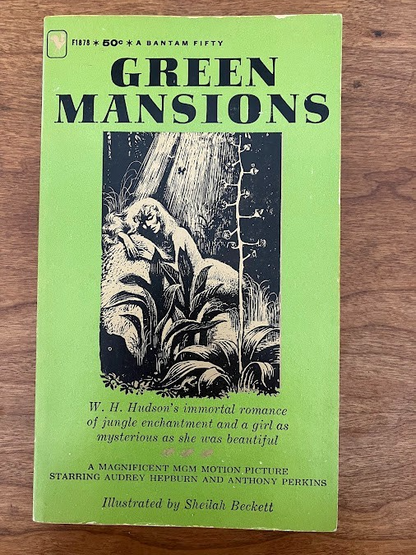 F1878 * 50c * A BANTAM FIFTY
GREEN
MANSIONS
W. H. Hudson's immortal romance
of jungle enchantment and a girl as
mysterious as she was beautiful
A MAGNIFICENT MGM MOTION PICTURE
STARRING AUDREY HEPBURN AND ANTHONY PERKINS
Illustrated by Sheilah Beckett